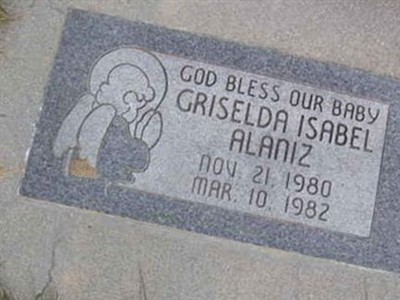 GOD BLESS OUR BABY
GRISELDA ISABEL
ALANIZ
NOV. 21, 1980
MAR. 10, 1982